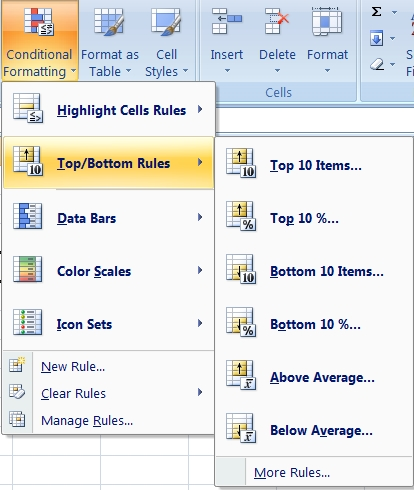 Conditional Formatting
Format as Table
Cell Styles
Insert
Delete
Format
Σ
Cells
Highlight Cells Rules
Top/Bottom Rules
Data Bars
Color Scales
Icon Sets
New Rule...
Clear Rules
Manage Rules...
Top 10 Items...
Top 10 %...
Bottom 10 Items...
Bottom 10 %...
Above Average...
Below Average...
More Rules...